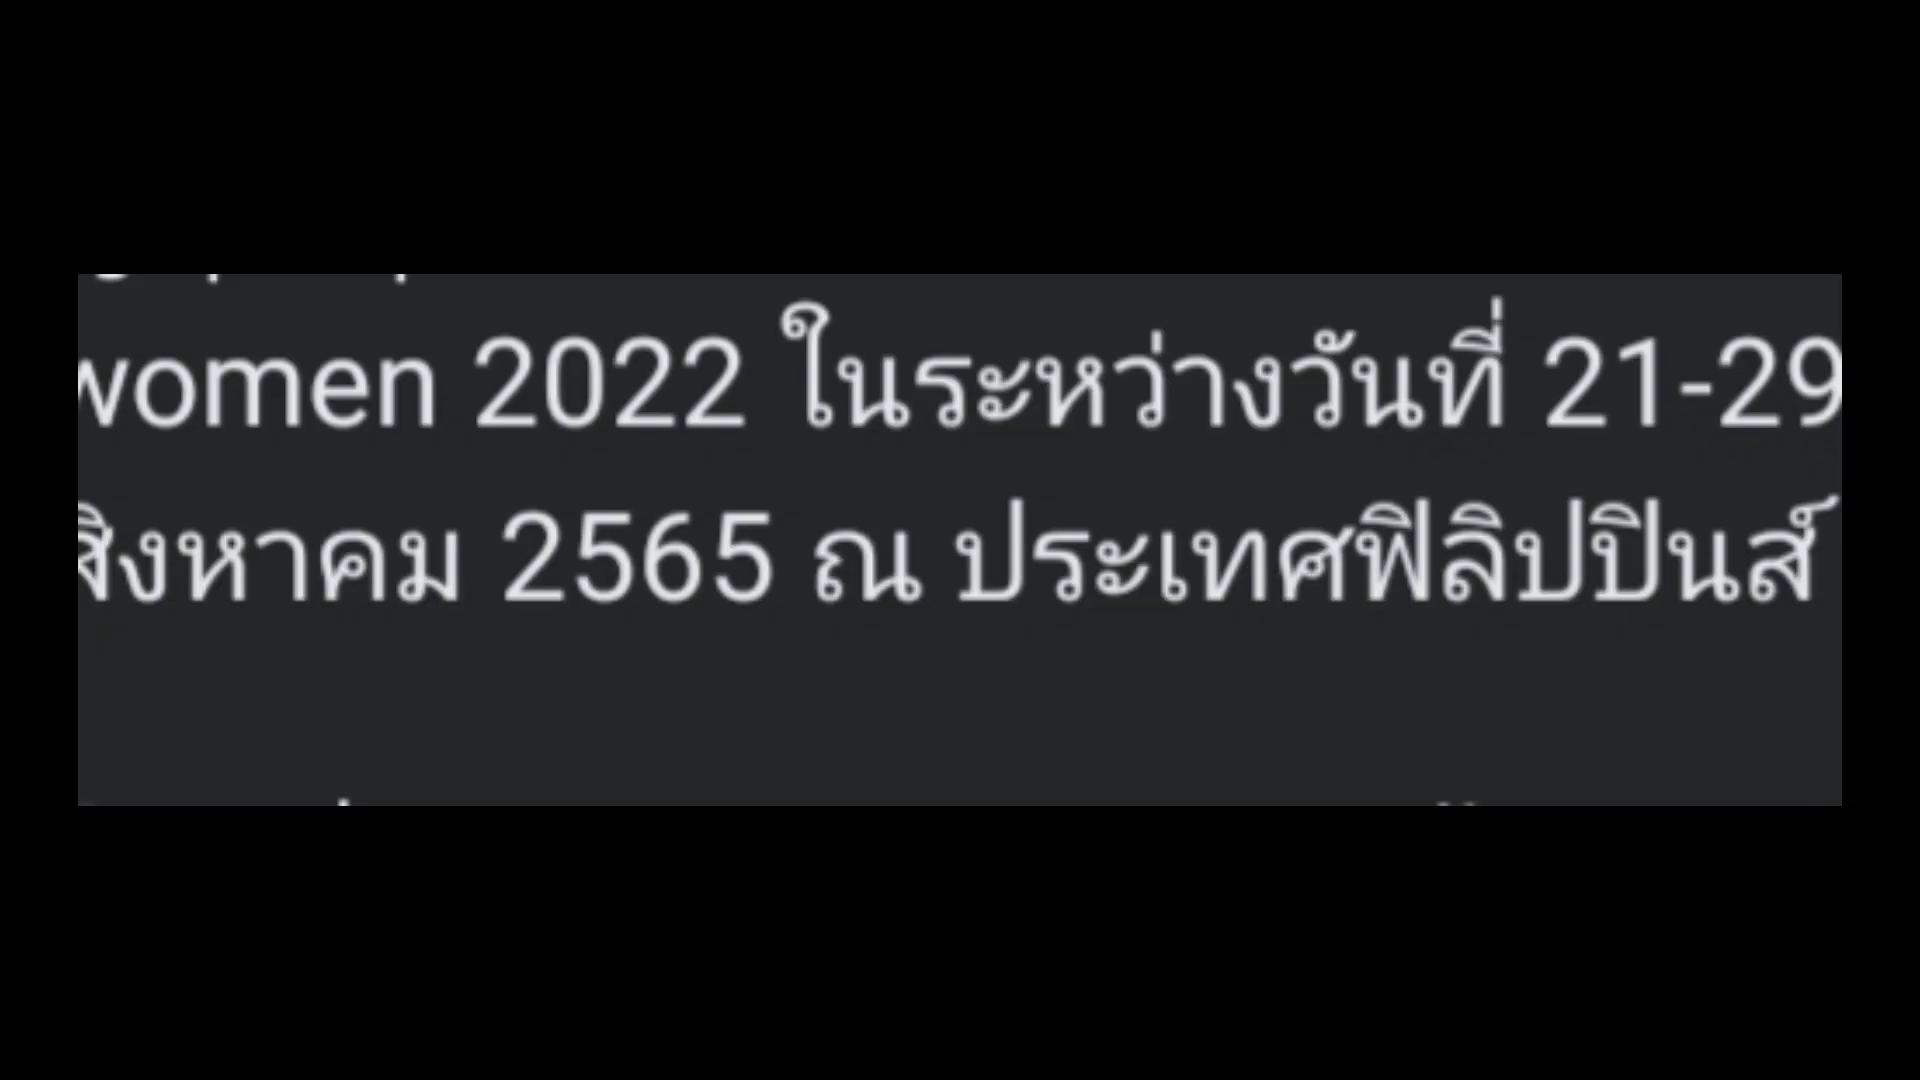 women 2022 ในระหว่างวันที่ 21-29
สิงหาคม 2565 ณ ประเทศฟิลิปปินส์